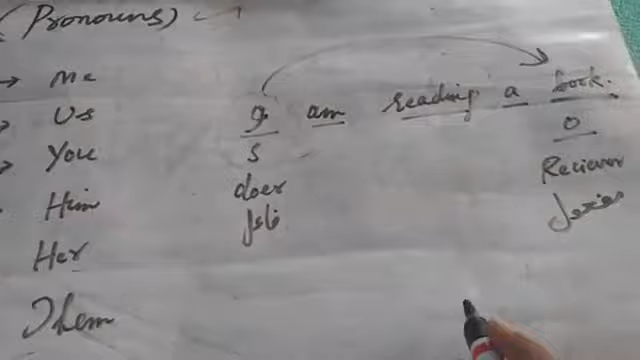 (Pronouns)
Me
Us
You
Him
Her
Them
I am reading a book.
S
O
doer
Reciever